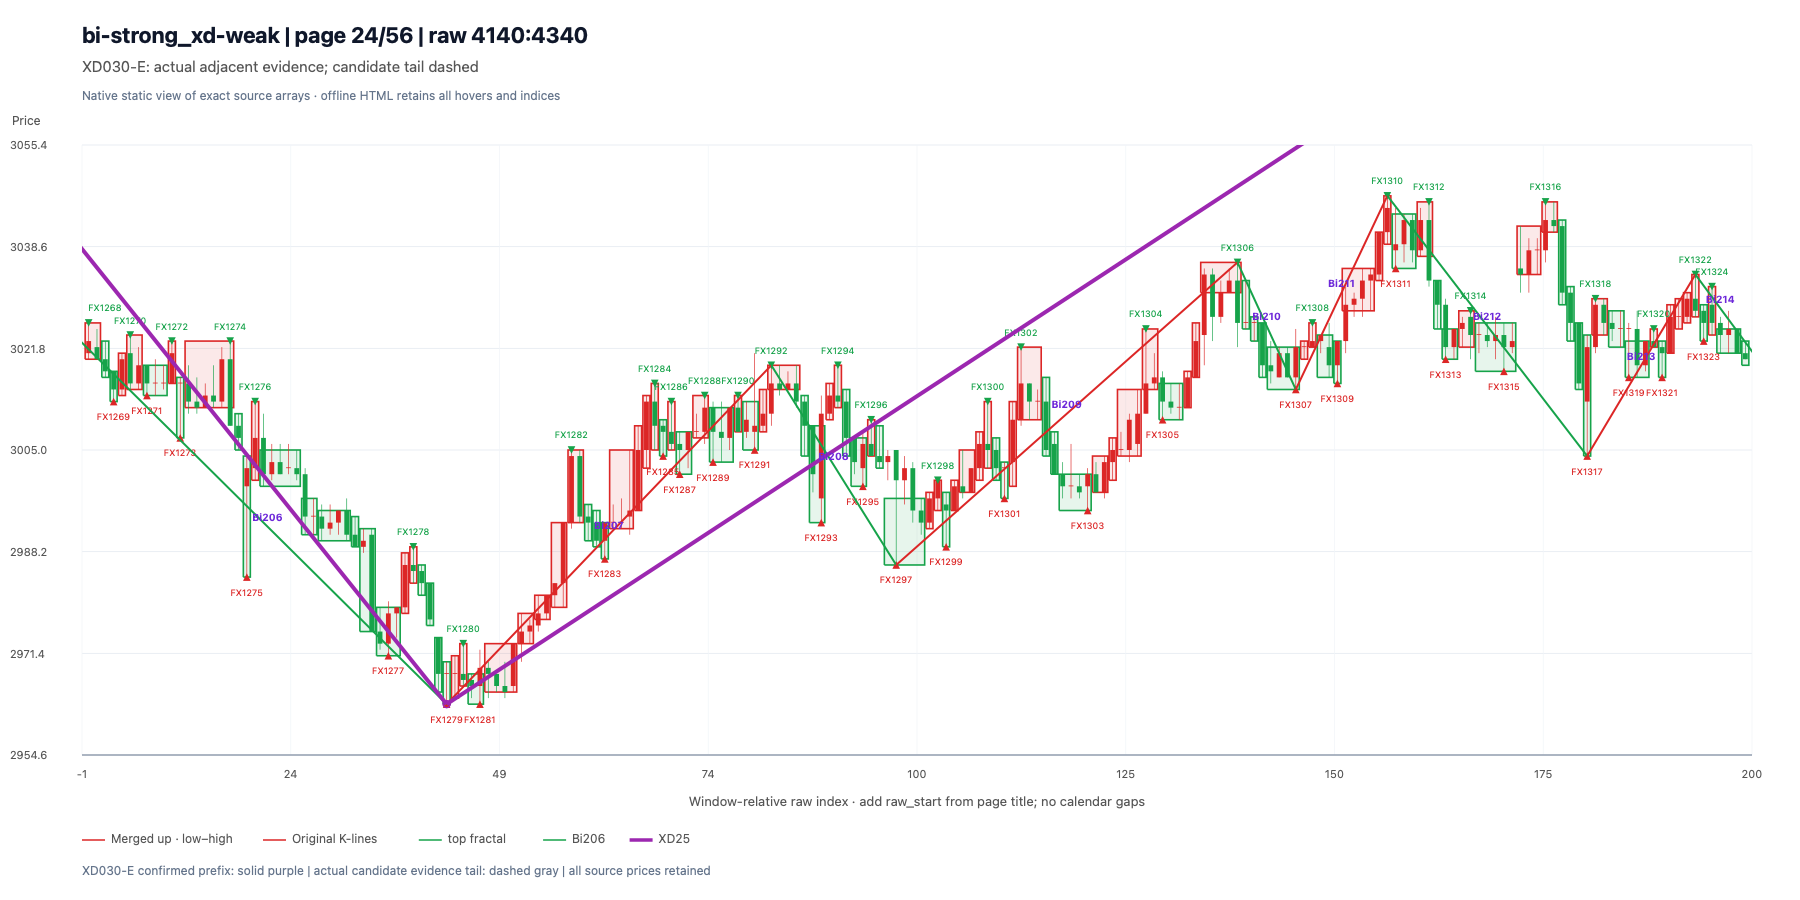 bi-strong_xd-weak | page 24/56 | raw 4140:4340
XD030-E: actual adjacent evidence; candidate tail dashed
Native static view of exact source arrays · offline HTML retains all hovers and indices
Price
3055.4
3038.6
3021.8
3005.0
2988.2
2971.4
2954.6
FX1268
FX1270
FX1272
FX1274
FX1269
FX1271
FX1273
FX1276
FX1275
Bi206
FX1278
FX1277
FX1280
FX1279
FX1281
FX1282
Bi207
FX1283
FX1284
FX1286
FX1288
FX1290
FX1287
FX1289
FX1291
FX1292
FX1294
Bi208
FX1293
FX1295
FX1296
FX1297
FX1298
FX1299
FX1300
FX1301
FX1302
Bi209
FX1303
FX1304
FX1305
FX1306
Bi210
FX1307
FX1308
FX1309
Bi211
FX1310
FX1311
FX1312
FX1313
FX1314
Bi212
FX1315
FX1316
FX1317
FX1318
FX1319
FX1320
FX1321
Bi213
FX1322
FX1324
Bi214
FX1323
-1
24
49
74
100
125
150
175
200
Window-relative raw index · add raw_start from page title; no calendar gaps
Merged up · low–high
Original K-lines
top fractal
Bi206
XD25
XD030-E confirmed prefix: solid purple | actual candidate evidence tail: dashed gray | all source prices retained